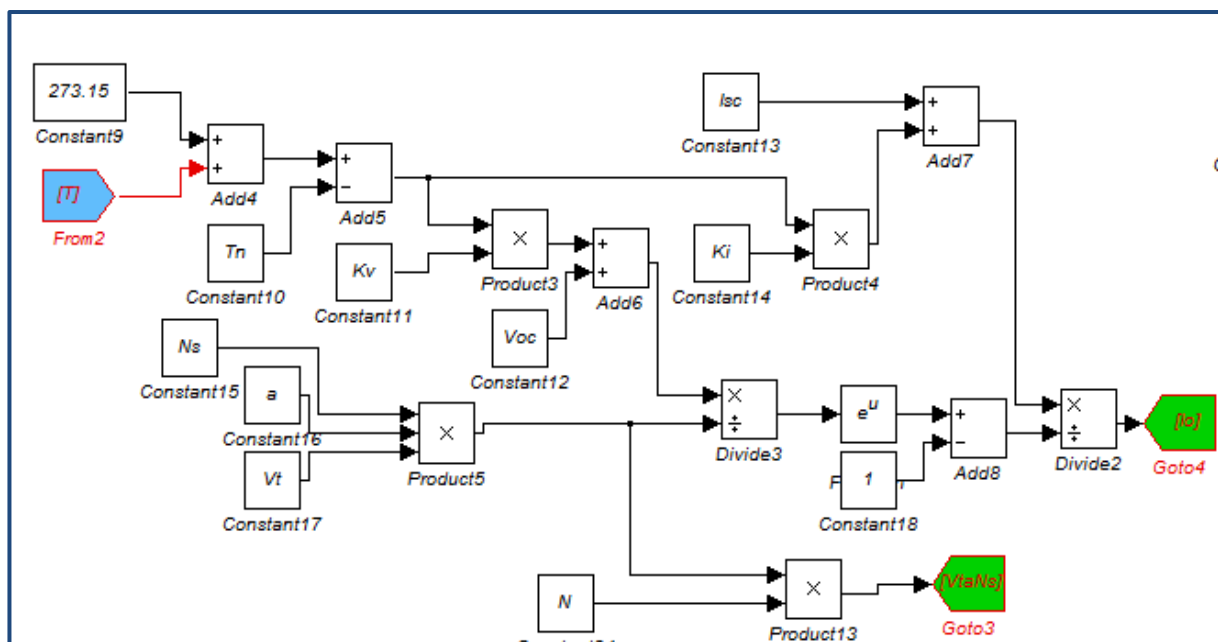 273.15
Constant9
[T]
From2
+
+
Add4
+
−
Add5
Tn
Constant10
Kv
Constant11
×
Product3
+
+
Add6
Voc
Constant12
Isc
Constant13
+
+
Add7
Ki
Constant14
×
Product4
Ns
Constant15
a
Constant16
Vt
Constant17
×
Product5
×
÷
Divide3
e^u
1
Constant18
+
−
Add8
×
÷
Divide2
[Io]
Goto4
N
×
Product13
[VtaNs]
Goto3